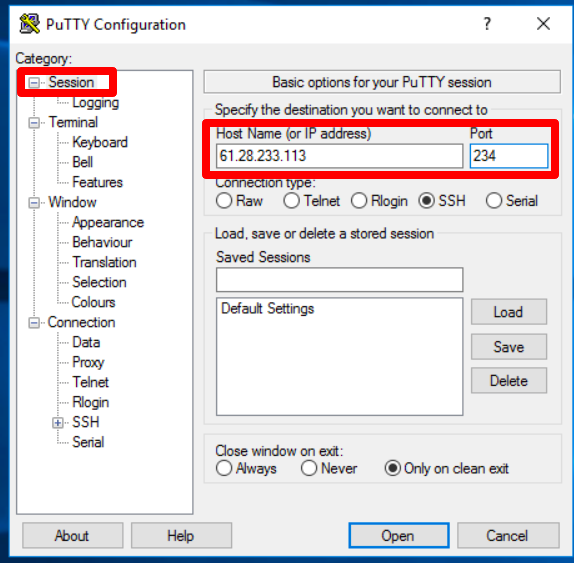 PuTTY Configuration
?
Category:
Session
Logging
Terminal
Keyboard
Bell
Features
Window
Appearance
Behaviour
Translation
Selection
Colours
Connection
Data
Proxy
Telnet
Rlogin
SSH
Serial
Basic options for your PuTTY session
Specify the destination you want to connect to
Host Name (or IP address) Port
61.28.233.113 234
Connection type:
Raw Telnet Rlogin SSH Serial
Load, save or delete a stored session
Saved Sessions
Default Settings
Load
Save
Delete
Close window on exit:
Always Never Only on clean exit
About Help Open Cancel